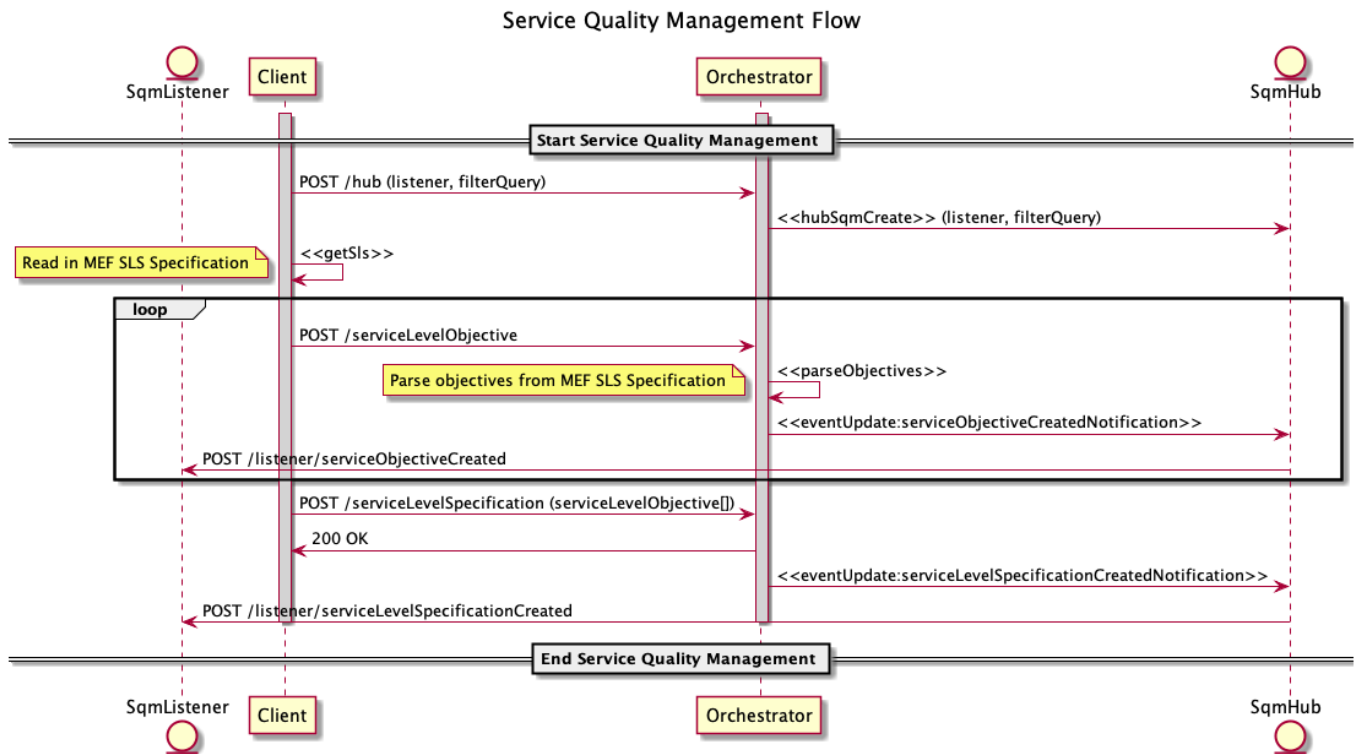 Service Quality Management Flow
SqmListener
Client
Orchestrator
SqmHub
Start Service Quality Management
POST /hub (listener, filterQuery)
<<hubSqmCreate>> (listener, filterQuery)
Read in MEF SLS Specification
<<getSls>>
loop
POST /serviceLevelObjective
Parse objectives from MEF SLS Specification
<<parseObjectives>>
<<eventUpdate:serviceObjectiveCreatedNotification>>
POST /listener/serviceObjectiveCreated
POST /serviceLevelSpecification (serviceLevelObjective[])
200 OK
<<eventUpdate:serviceLevelSpecificationCreatedNotification>>
POST /listener/serviceLevelSpecificationCreated
End Service Quality Management
SqmListener
Client
Orchestrator
SqmHub